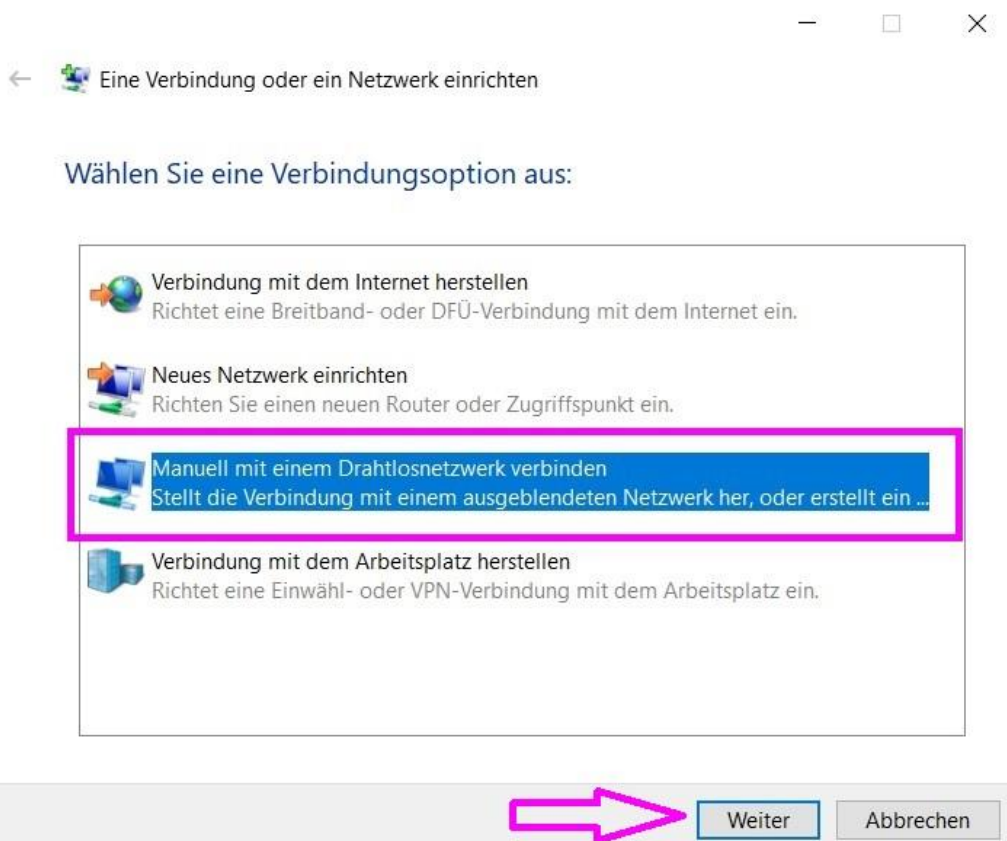 Eine Verbindung oder ein Netzwerk einrichten
Wählen Sie eine Verbindungsoption aus:
Verbindung mit dem Internet herstellen
Richtet eine Breitband- oder DFÜ-Verbindung mit dem Internet ein.
Neues Netzwerk einrichten
Richten Sie einen neuen Router oder Zugriffspunkt ein.
Manuell mit einem Drahtlosnetzwerk verbinden
Stellt die Verbindung mit einem ausgeblendeten Netzwerk her, oder erstellt ein ...
Verbindung mit dem Arbeitsplatz herstellen
Richtet eine Einwähl- oder VPN-Verbindung mit dem Arbeitsplatz ein.
Weiter
Abbrechen